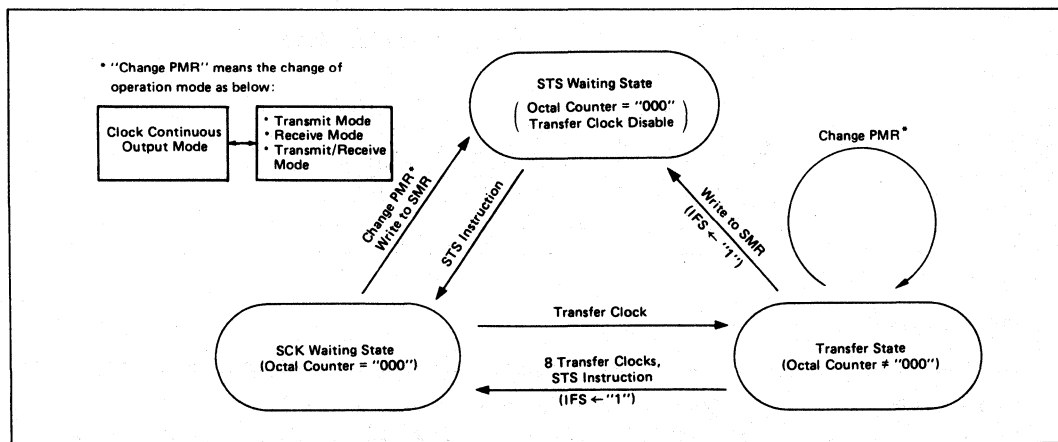 * "Change PMR" means the change of
operation mode as below:
Clock Continuous
Output Mode
* Transmit Mode
* Receive Mode
* Transmit/Receive
Mode
STS Waiting State
( Octal Counter = "000"
Transfer Clock Disable )
Change PMR*
Change PMR*
Write to SMR
STS Instruction
Write to SMR
(IFS ← "1")
Transfer Clock
SCK Waiting State
(Octal Counter = "000")
8 Transfer Clocks,
STS Instruction
(IFS ← "1")
Transfer State
(Octal Counter ≠ "000")